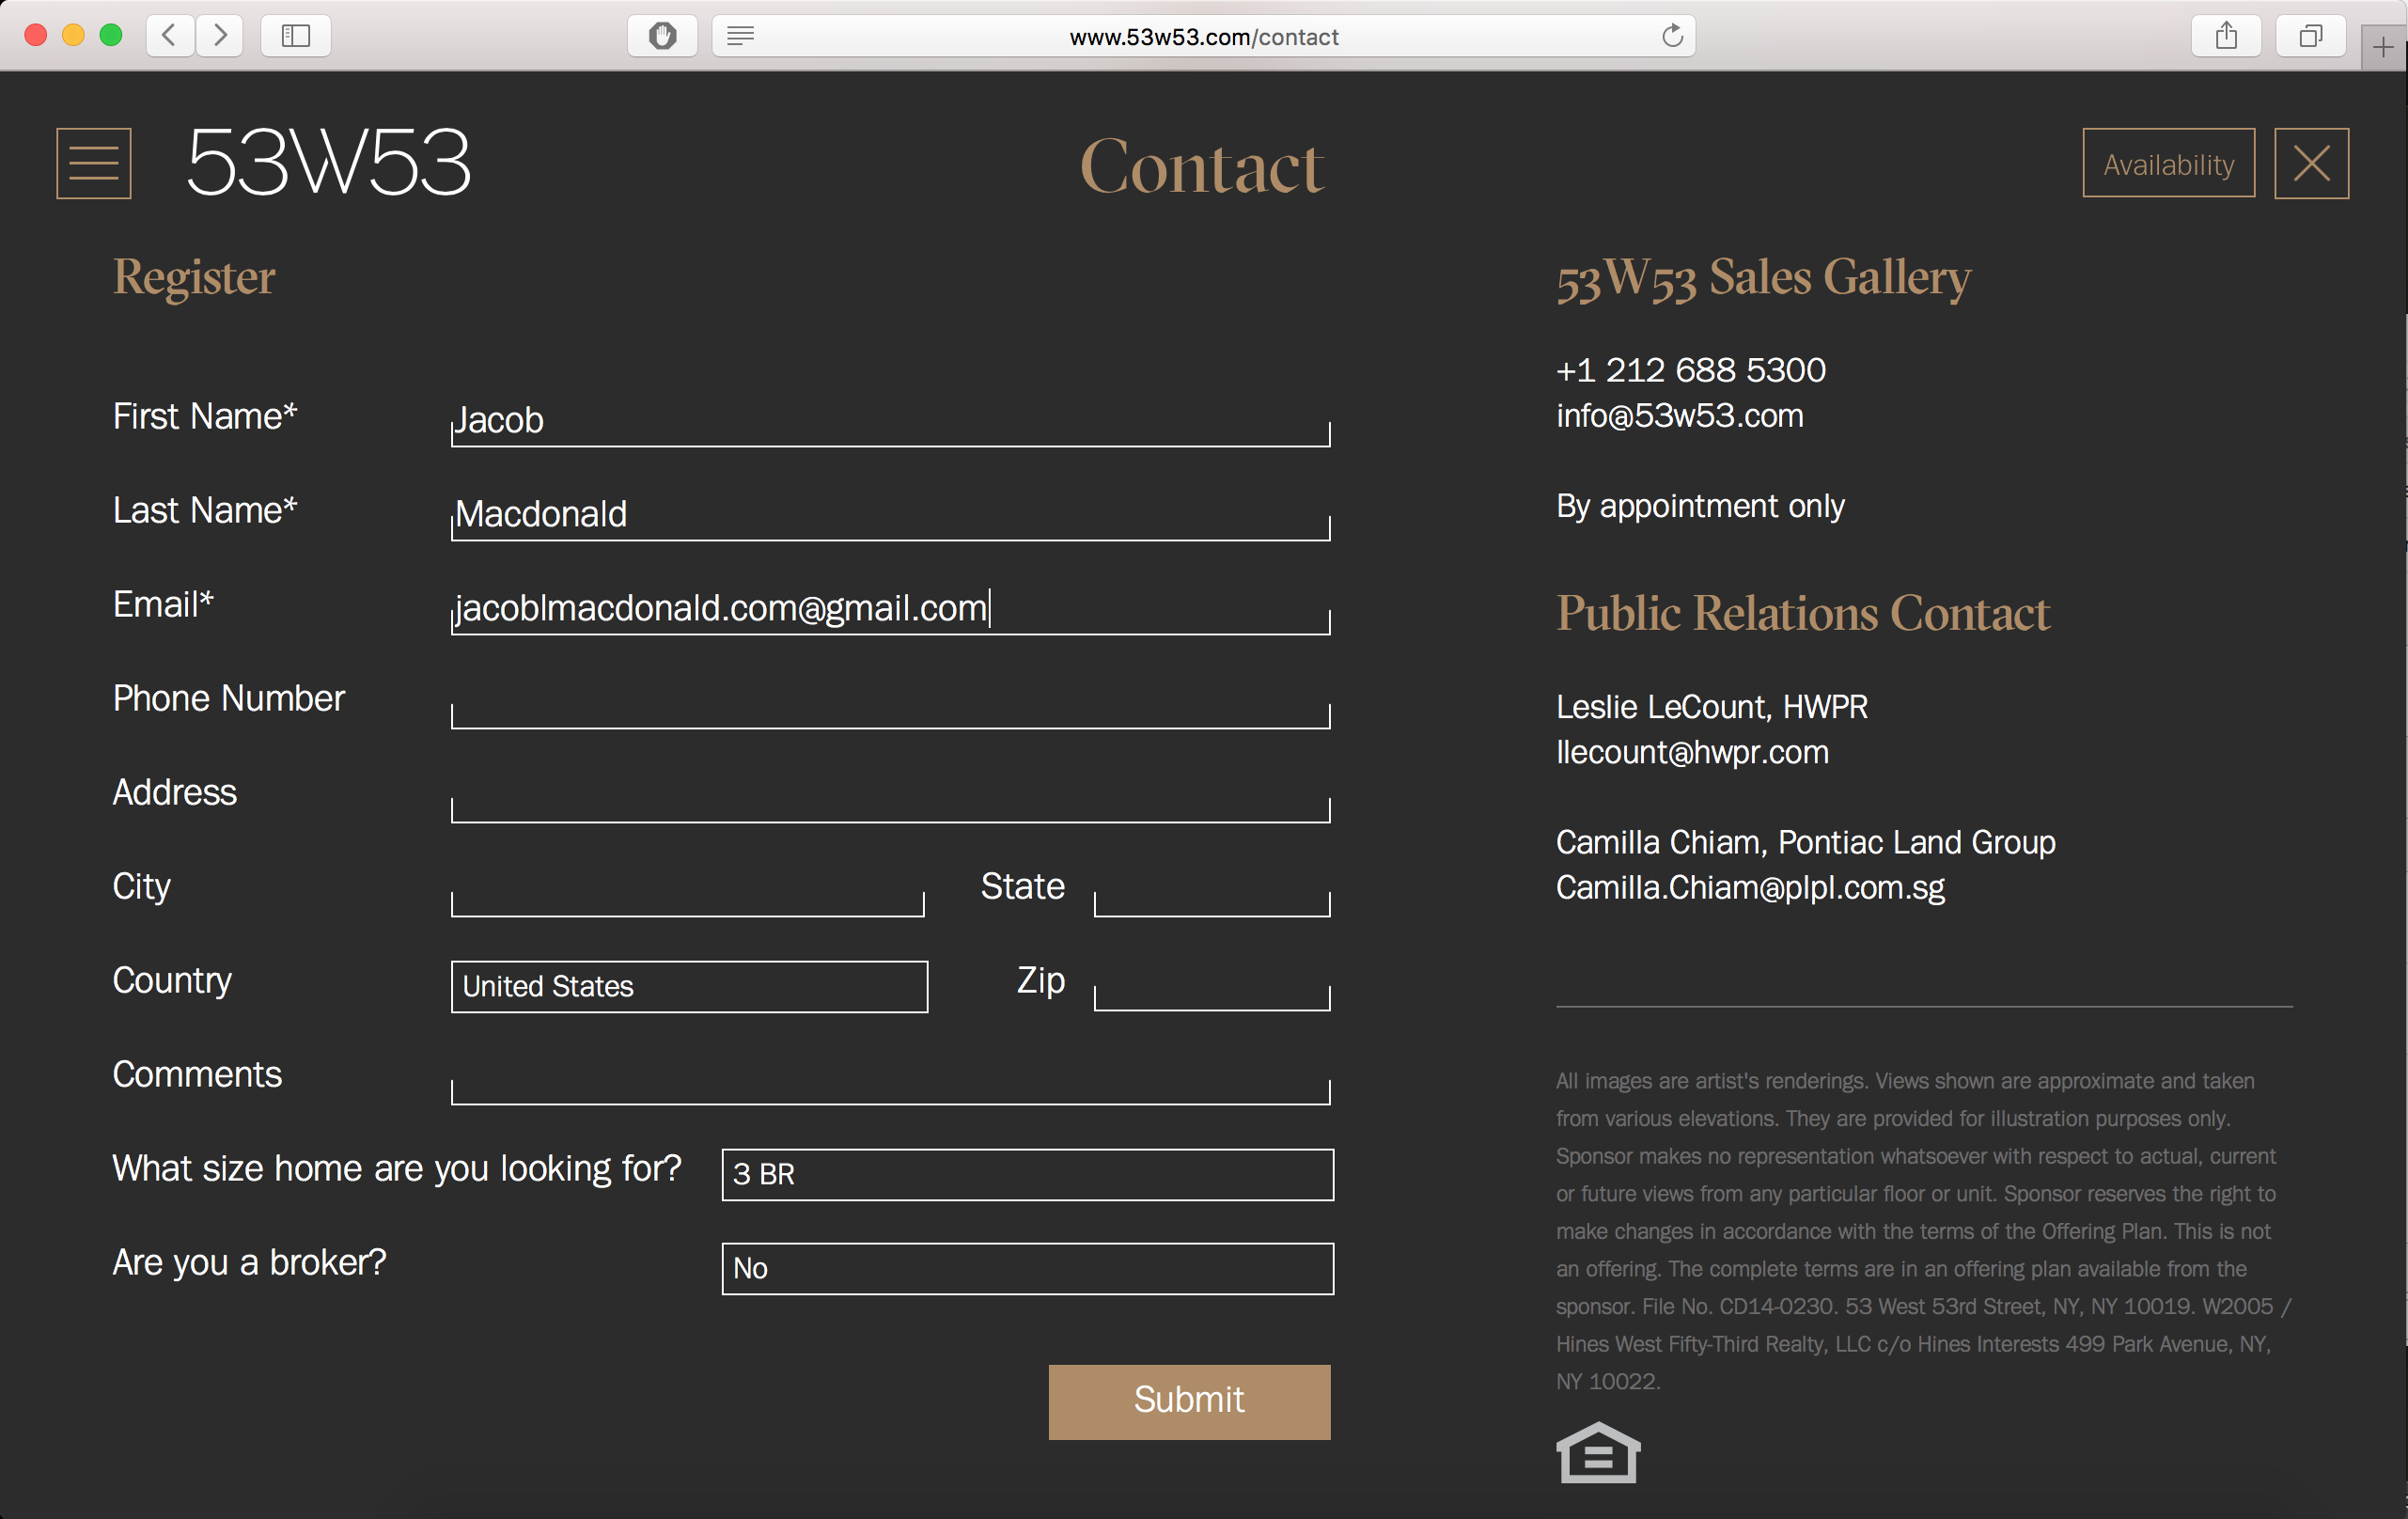 www.53w53.com/contact
53W53
Contact
Availability
Register
First Name*
Jacob
Last Name*
Macdonald
Email*
jacoblmacdonald.com@gmail.com
Phone Number
Address
City
State
Country
United States
Zip
Comments
What size home are you looking for?
3 BR
Are you a broker?
No
Submit
53W53 Sales Gallery
+1 212 688 5300
info@53w53.com
By appointment only
Public Relations Contact
Leslie LeCount, HWPR
llecount@hwpr.com
Camilla Chiam, Pontiac Land Group
Camilla.Chiam@plpl.com.sg
All images are artist's renderings. Views shown are approximate and taken
from various elevations. They are provided for illustration purposes only.
Sponsor makes no representation whatsoever with respect to actual, current
or future views from any particular floor or unit. Sponsor reserves the right to
make changes in accordance with the terms of the Offering Plan. This is not
an offering. The complete terms are in an offering plan available from the
sponsor. File No. CD14-0230. 53 West 53rd Street, NY, NY 10019. W2005 /
Hines West Fifty-Third Realty, LLC c/o Hines Interests 499 Park Avenue, NY,
NY 10022.